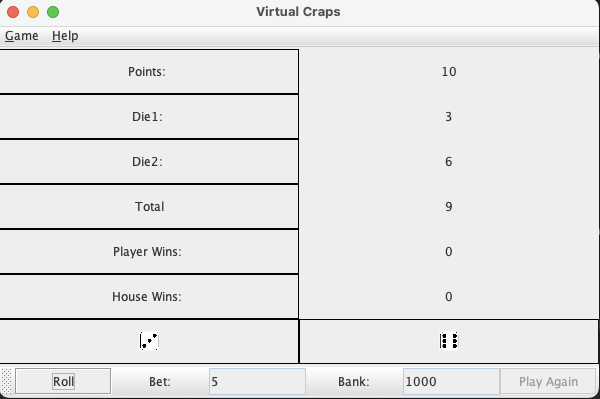 Virtual Craps
Game Help
Points: 10
Die1: 3
Die2: 6
Total 9
Player Wins: 0
House Wins: 0
Roll Bet: 5 Bank: 1000 Play Again